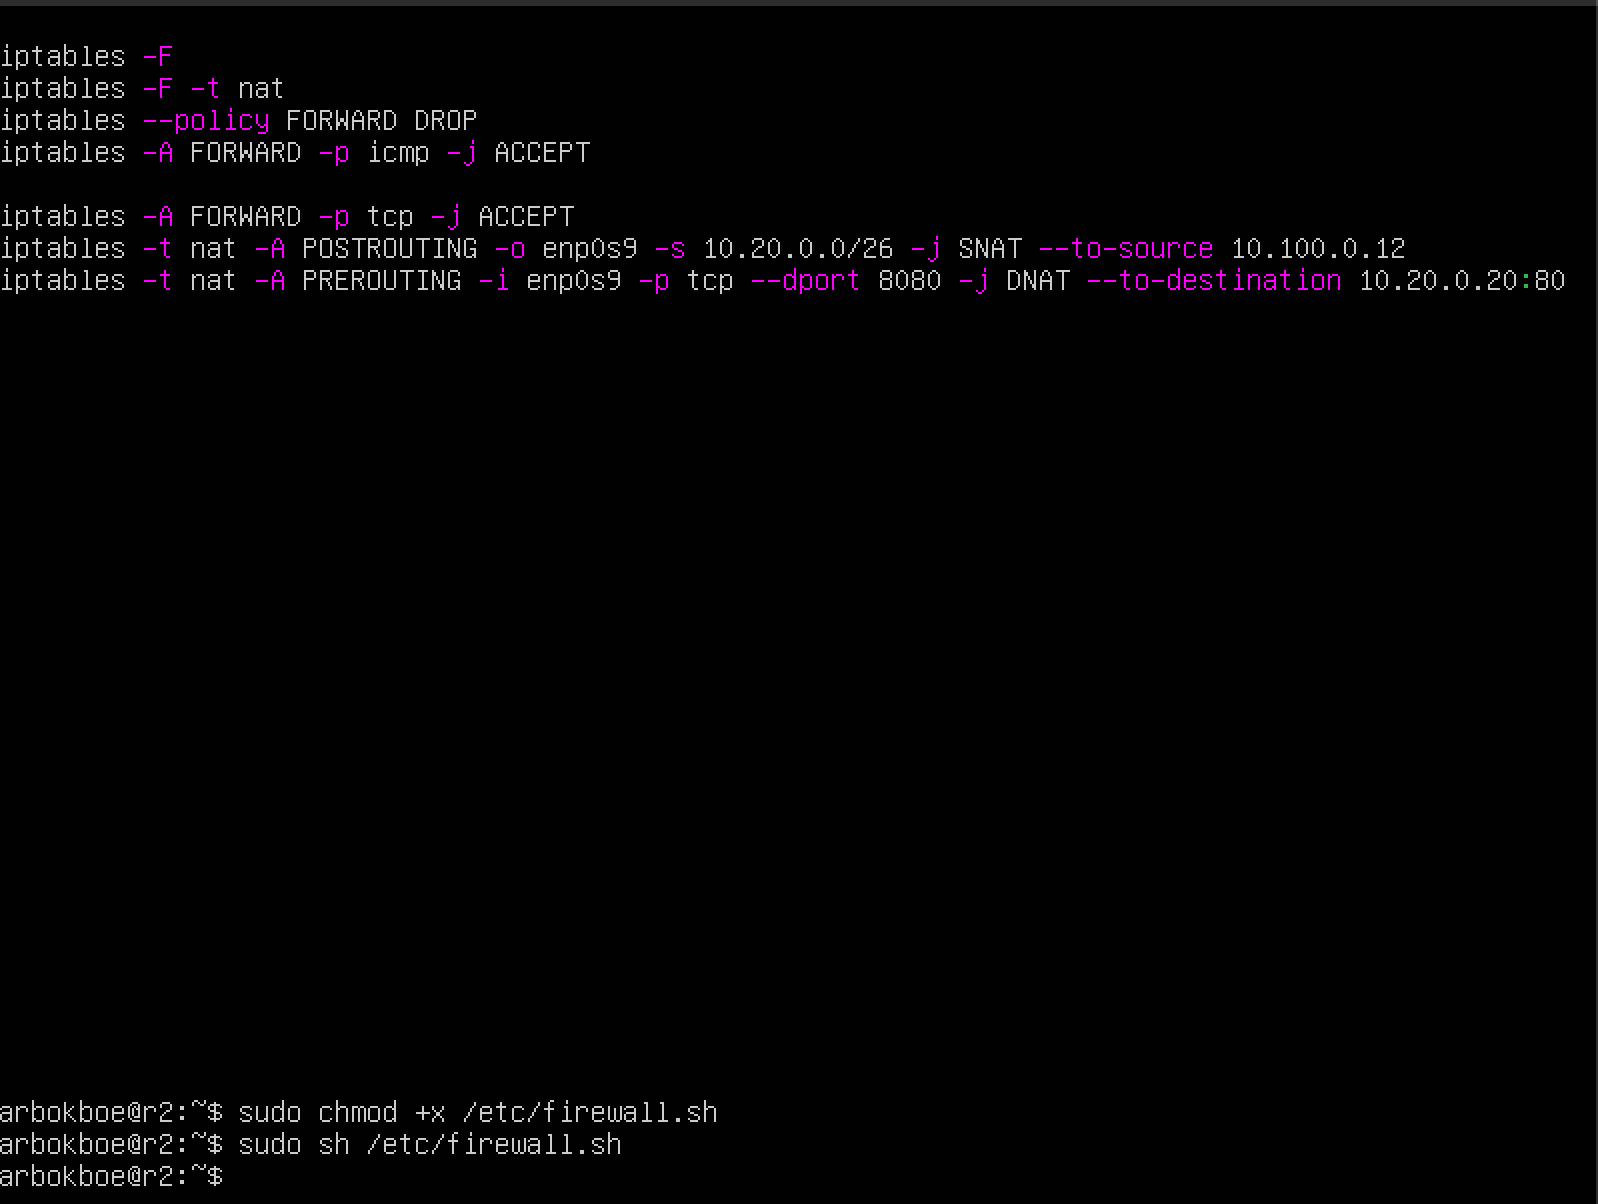 iptables -F
iptables -F -t nat
iptables --policy FORWARD DROP
iptables -A FORWARD -p icmp -j ACCEPT
iptables -A FORWARD -p tcp -j ACCEPT
iptables -t nat -A POSTROUTING -o enp0s9 -s 10.20.0.0/26 -j SNAT --to-source 10.100.0.12
iptables -t nat -A PREROUTING -i enp0s9 -p tcp --dport 8080 -j DNAT --to-destination 10.20.0.20:80
arbokboe@r2:~$ sudo chmod +x /etc/firewall.sh
arbokboe@r2:~$ sudo sh /etc/firewall.sh
arbokboe@r2:~$